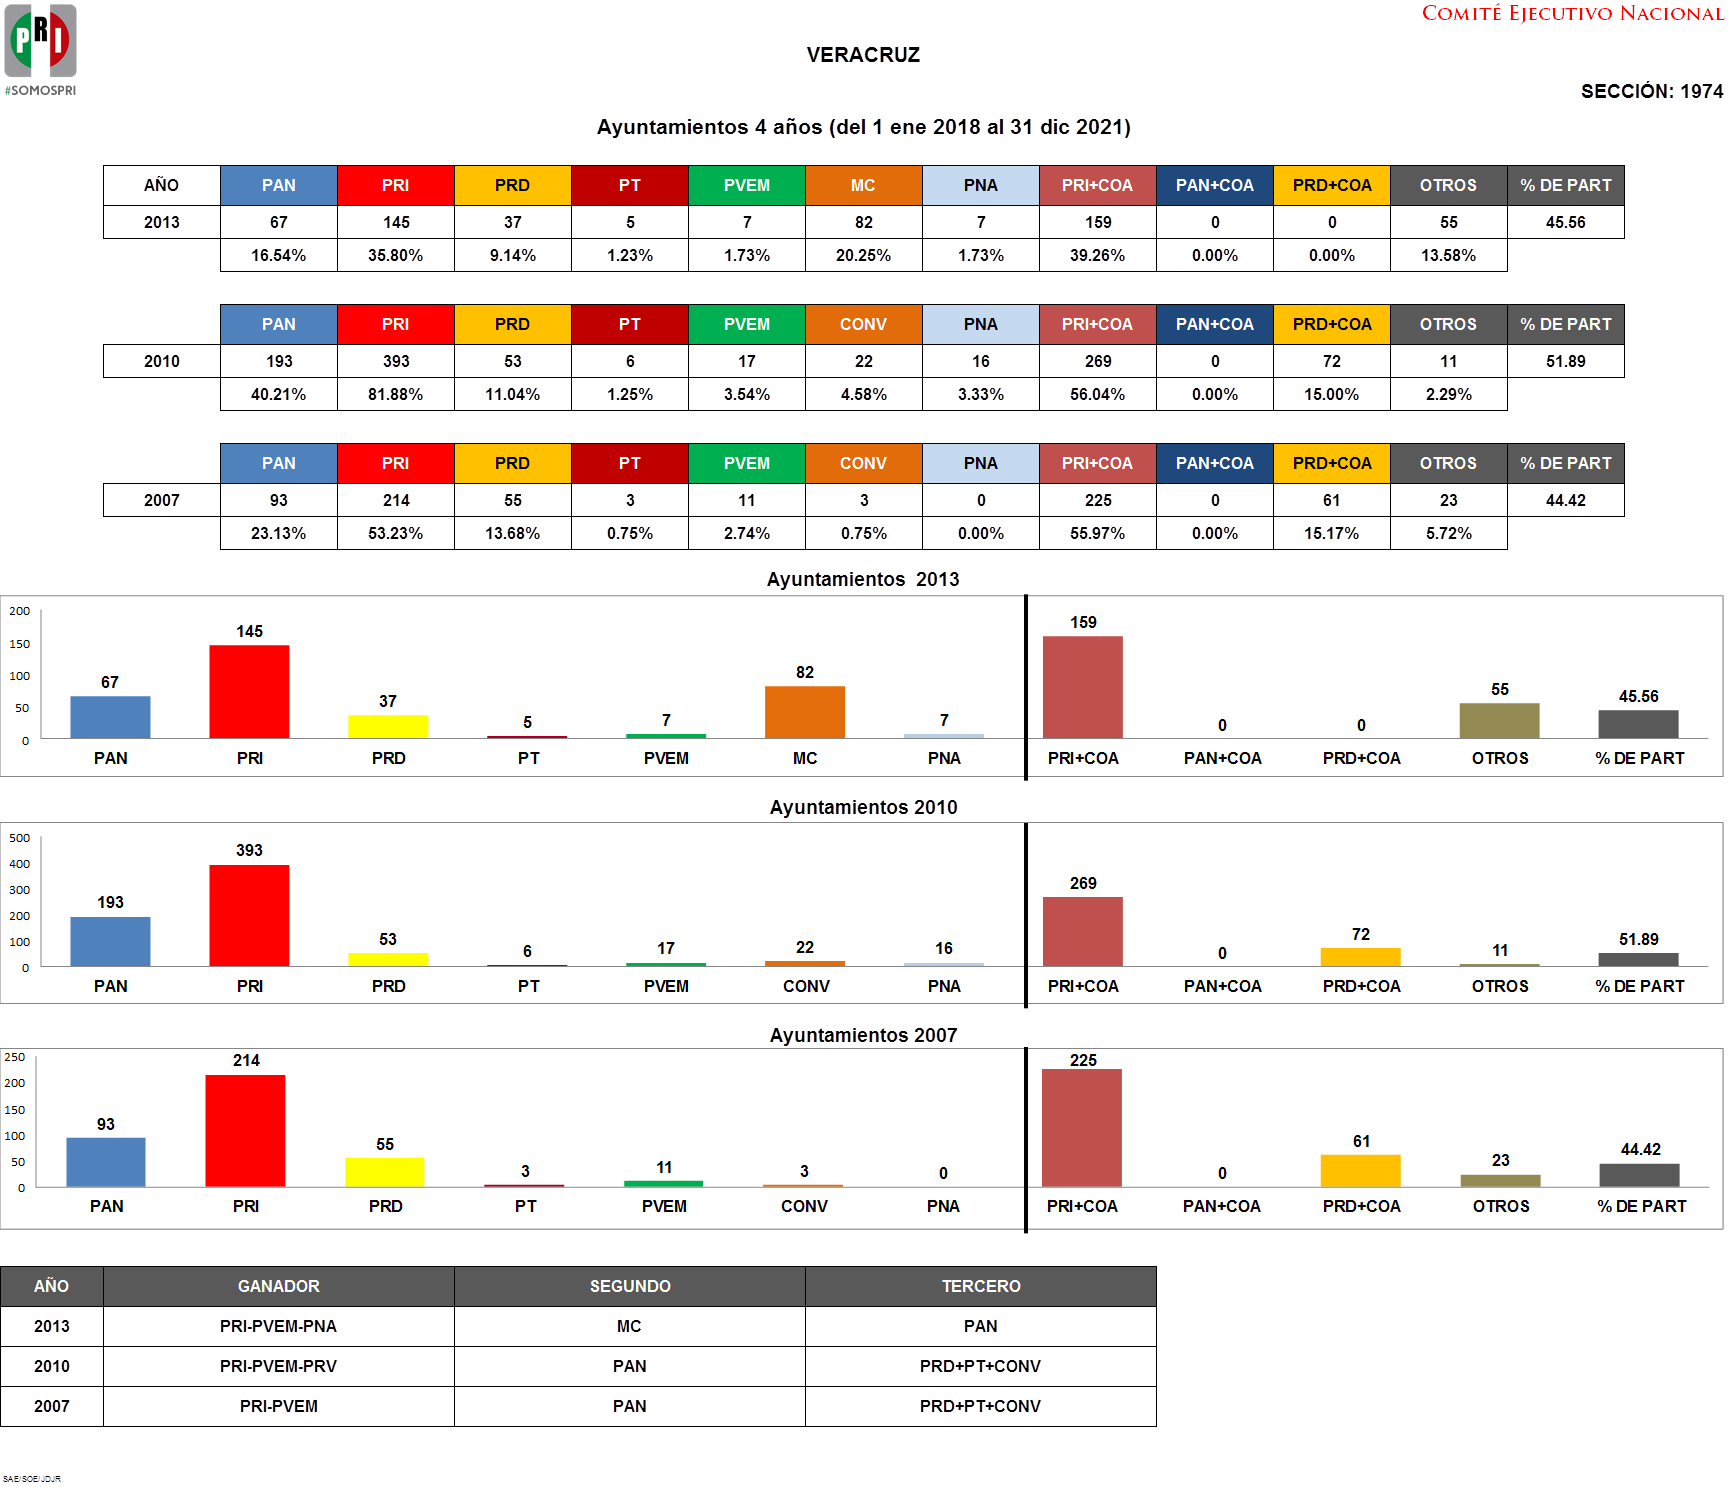 PRI
#SOMOSPRI
COMITÉ EJECUTIVO NACIONAL
VERACRUZ
SECCIÓN: 1974
Ayuntamientos 4 años (del 1 ene 2018 al 31 dic 2021)
AÑO PAN PRI PRD PT PVEM MC PNA PRI+COA PAN+COA PRD+COA OTROS % DE PART
2013 67 145 37 5 7 82 7 159 0 0 55 45.56
16.54% 35.80% 9.14% 1.23% 1.73% 20.25% 1.73% 39.26% 0.00% 0.00% 13.58%
PAN PRI PRD PT PVEM CONV PNA PRI+COA PAN+COA PRD+COA OTROS % DE PART
2010 193 393 53 6 17 22 16 269 0 72 11 51.89
40.21% 81.88% 11.04% 1.25% 3.54% 4.58% 3.33% 56.04% 0.00% 15.00% 2.29%
PAN PRI PRD PT PVEM CONV PNA PRI+COA PAN+COA PRD+COA OTROS % DE PART
2007 93 214 55 3 11 3 0 225 0 61 23 44.42
23.13% 53.23% 13.68% 0.75% 2.74% 0.75% 0.00% 55.97% 0.00% 15.17% 5.72%
Ayuntamientos 2013
200
150
100
50
0
67 145 37 5 7 82 7 159 0 0 55 45.56
PAN PRI PRD PT PVEM MC PNA PRI+COA PAN+COA PRD+COA OTROS % DE PART
Ayuntamientos 2010
500
400
300
200
100
0
193 393 53 6 17 22 16 269 0 72 11 51.89
PAN PRI PRD PT PVEM CONV PNA PRI+COA PAN+COA PRD+COA OTROS % DE PART
Ayuntamientos 2007
250
200
150
100
50
0
93 214 55 3 11 3 0 225 0 61 23 44.42
PAN PRI PRD PT PVEM CONV PNA PRI+COA PAN+COA PRD+COA OTROS % DE PART
AÑO GANADOR SEGUNDO TERCERO
2013 PRI-PVEM-PNA MC PAN
2010 PRI-PVEM-PRV PAN PRD+PT+CONV
2007 PRI-PVEM PAN PRD+PT+CONV
SAE/SOE/JDJR